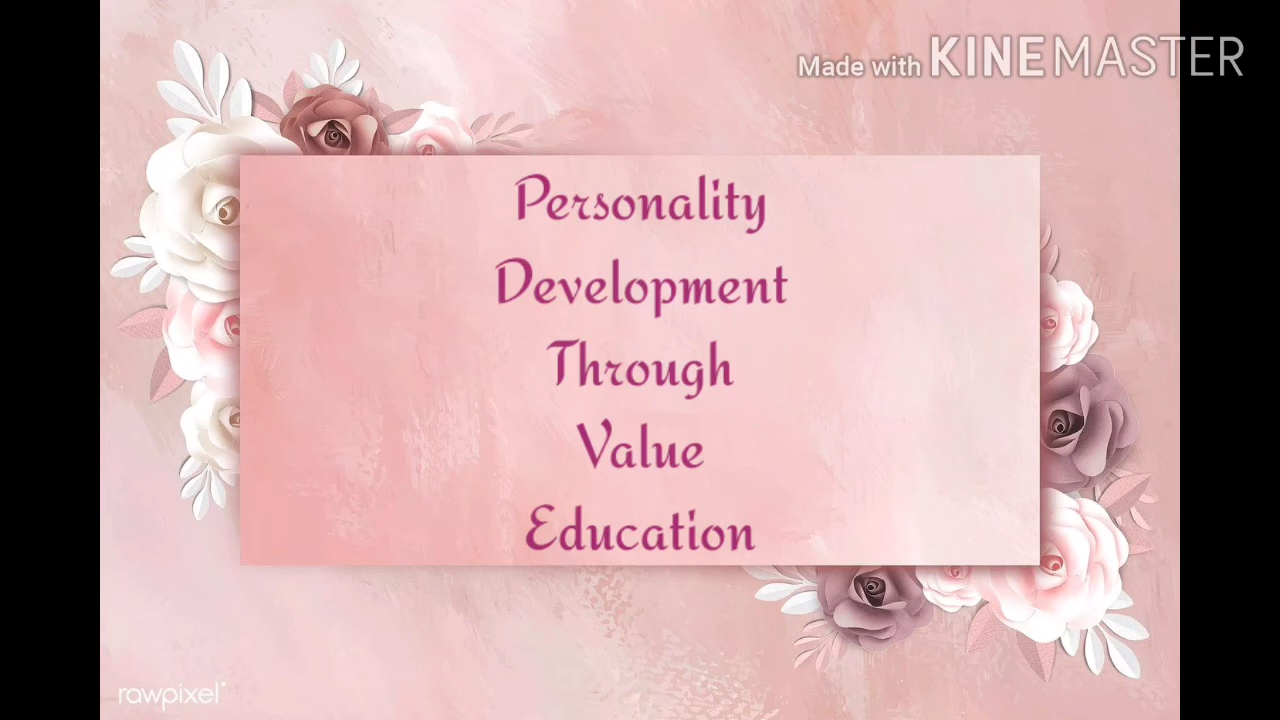 Made with KINEMASTER
Personality
Development
Through
Value
Education
rawpixel